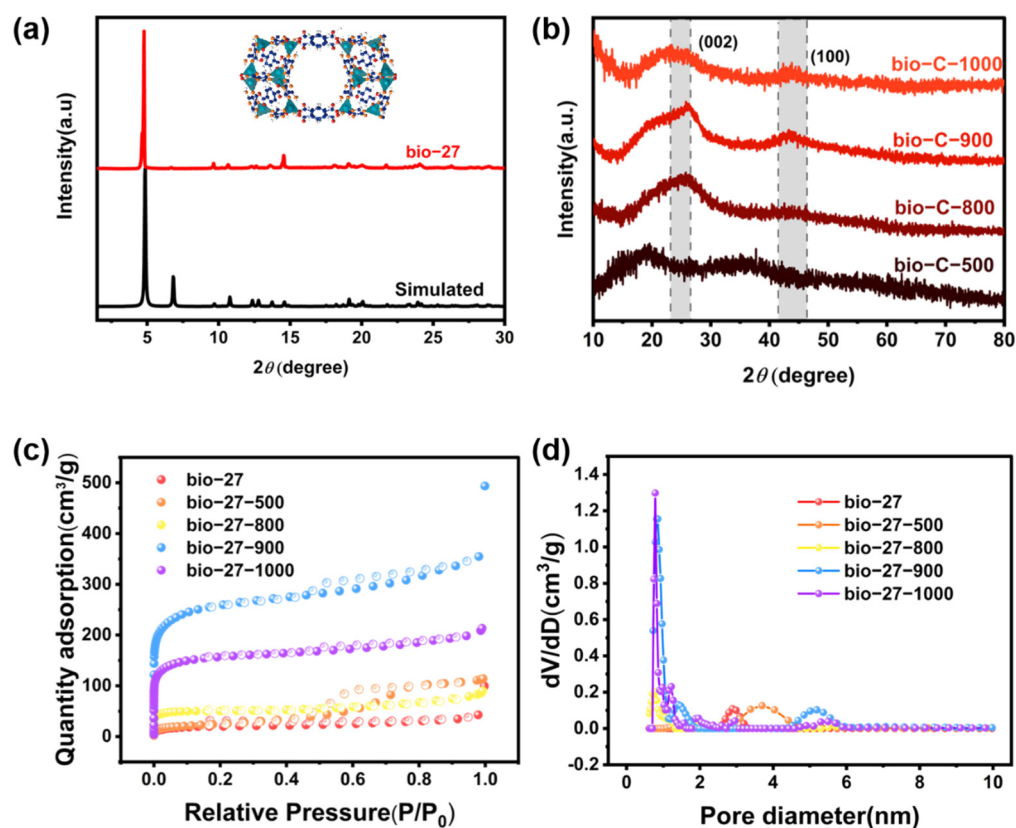 (a)
Intensity(a.u)
bio−27
Simulated
5
10
15
20
25
30
2θ(degree)
(b)
Intensity(a.u.)
(002)
(100)
bio−C−1000
bio−C−900
bio−C−800
bio−C−500
10
20
30
40
50
60
70
80
2θ(degree)
(c)
Quantity adsorption(cm³/g)
500
400
300
200
100
0
bio−27
bio−27−500
bio−27−800
bio−27−900
bio−27−1000
0.0
0.2
0.4
0.6
0.8
1.0
Relative Pressure(P/P₀)
(d)
dV/dD(cm³/g)
1.4
1.2
1.0
0.8
0.6
0.4
0.2
0.0
-0.2
bio−27
bio−27−500
bio−27−800
bio−27−900
bio−27−1000
0
2
4
6
8
10
Pore diameter(nm)